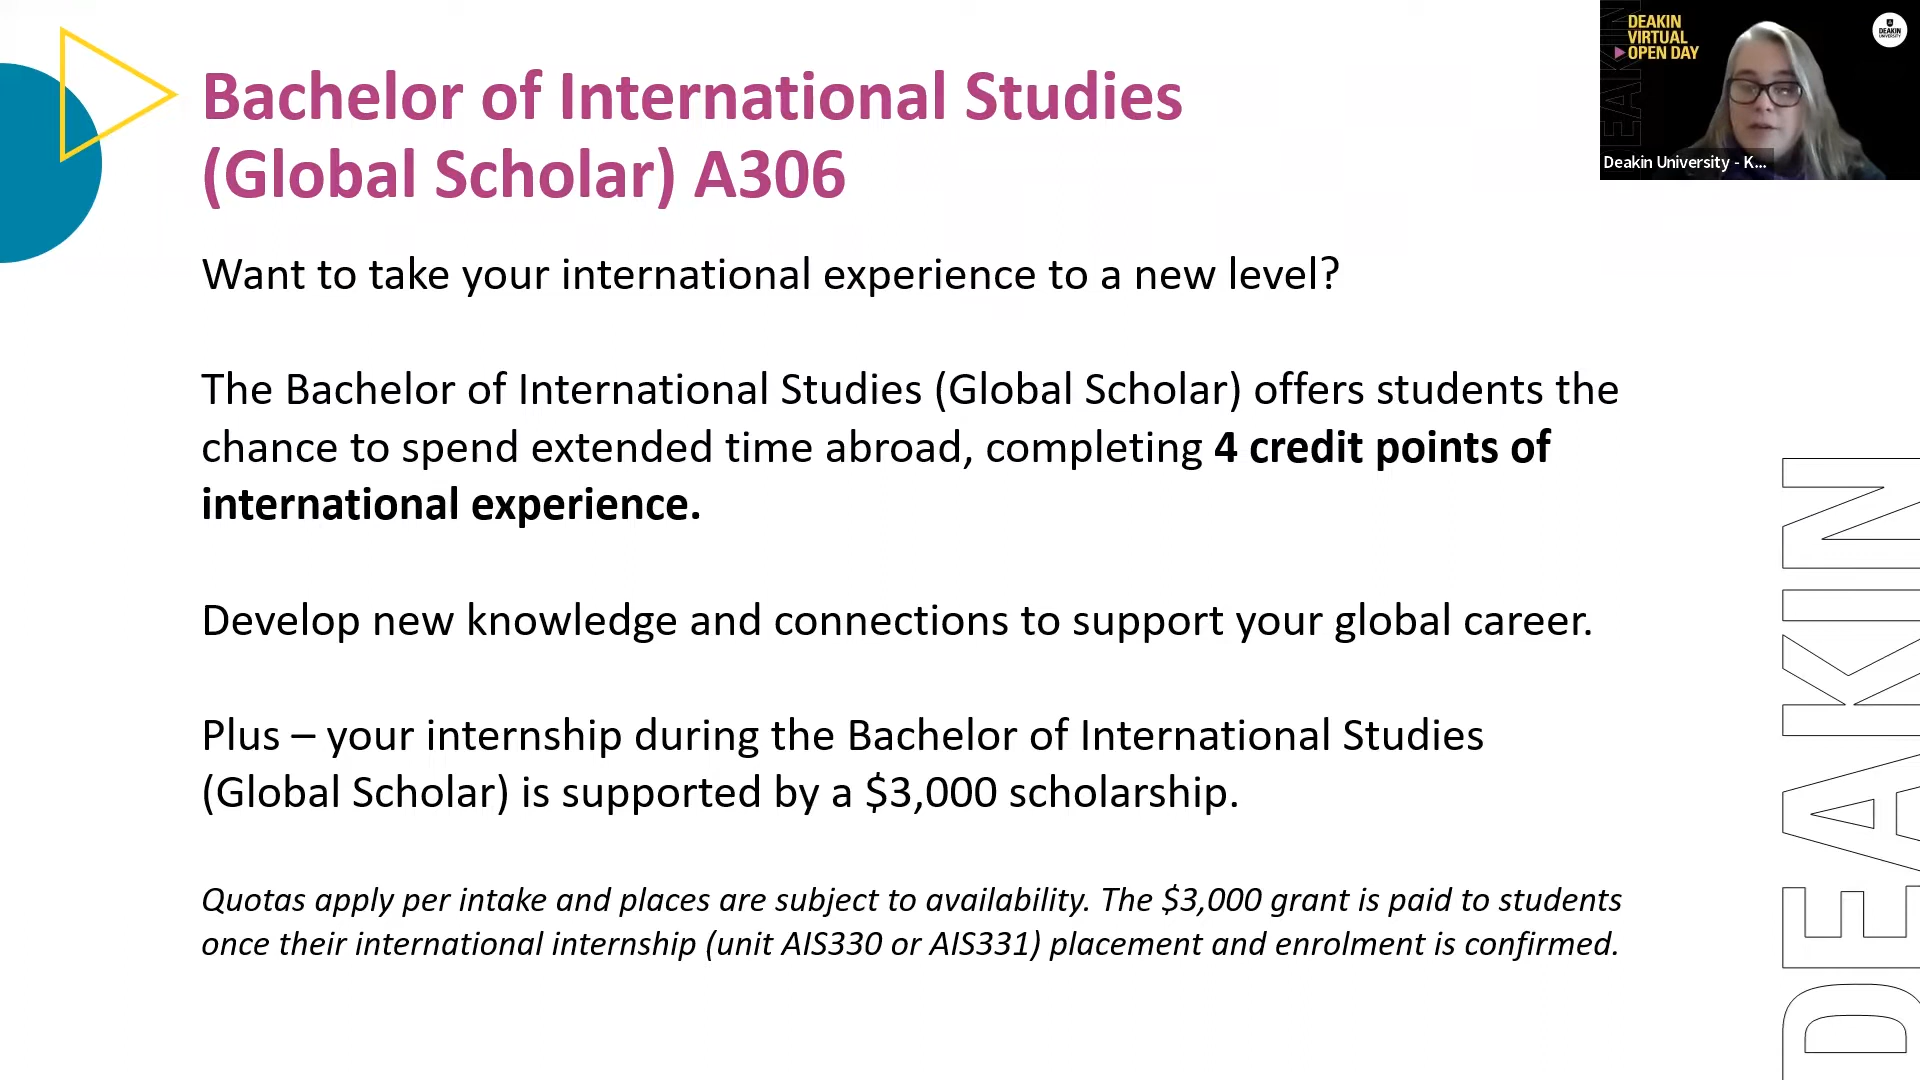 Bachelor of International Studies
(Global Scholar) A306
Want to take your international experience to a new level?
The Bachelor of International Studies (Global Scholar) offers students the
chance to spend extended time abroad, completing 4 credit points of
international experience.
Develop new knowledge and connections to support your global career.
Plus – your internship during the Bachelor of International Studies
(Global Scholar) is supported by a $3,000 scholarship.
Quotas apply per intake and places are subject to availability. The $3,000 grant is paid to students
once their international internship (unit AIS330 or AIS331) placement and enrolment is confirmed.
DEAKIN
VIRTUAL
OPEN DAY
DEAKIN
UNIVERSITY
EAKIN
Deakin University - K...
DEAKIN